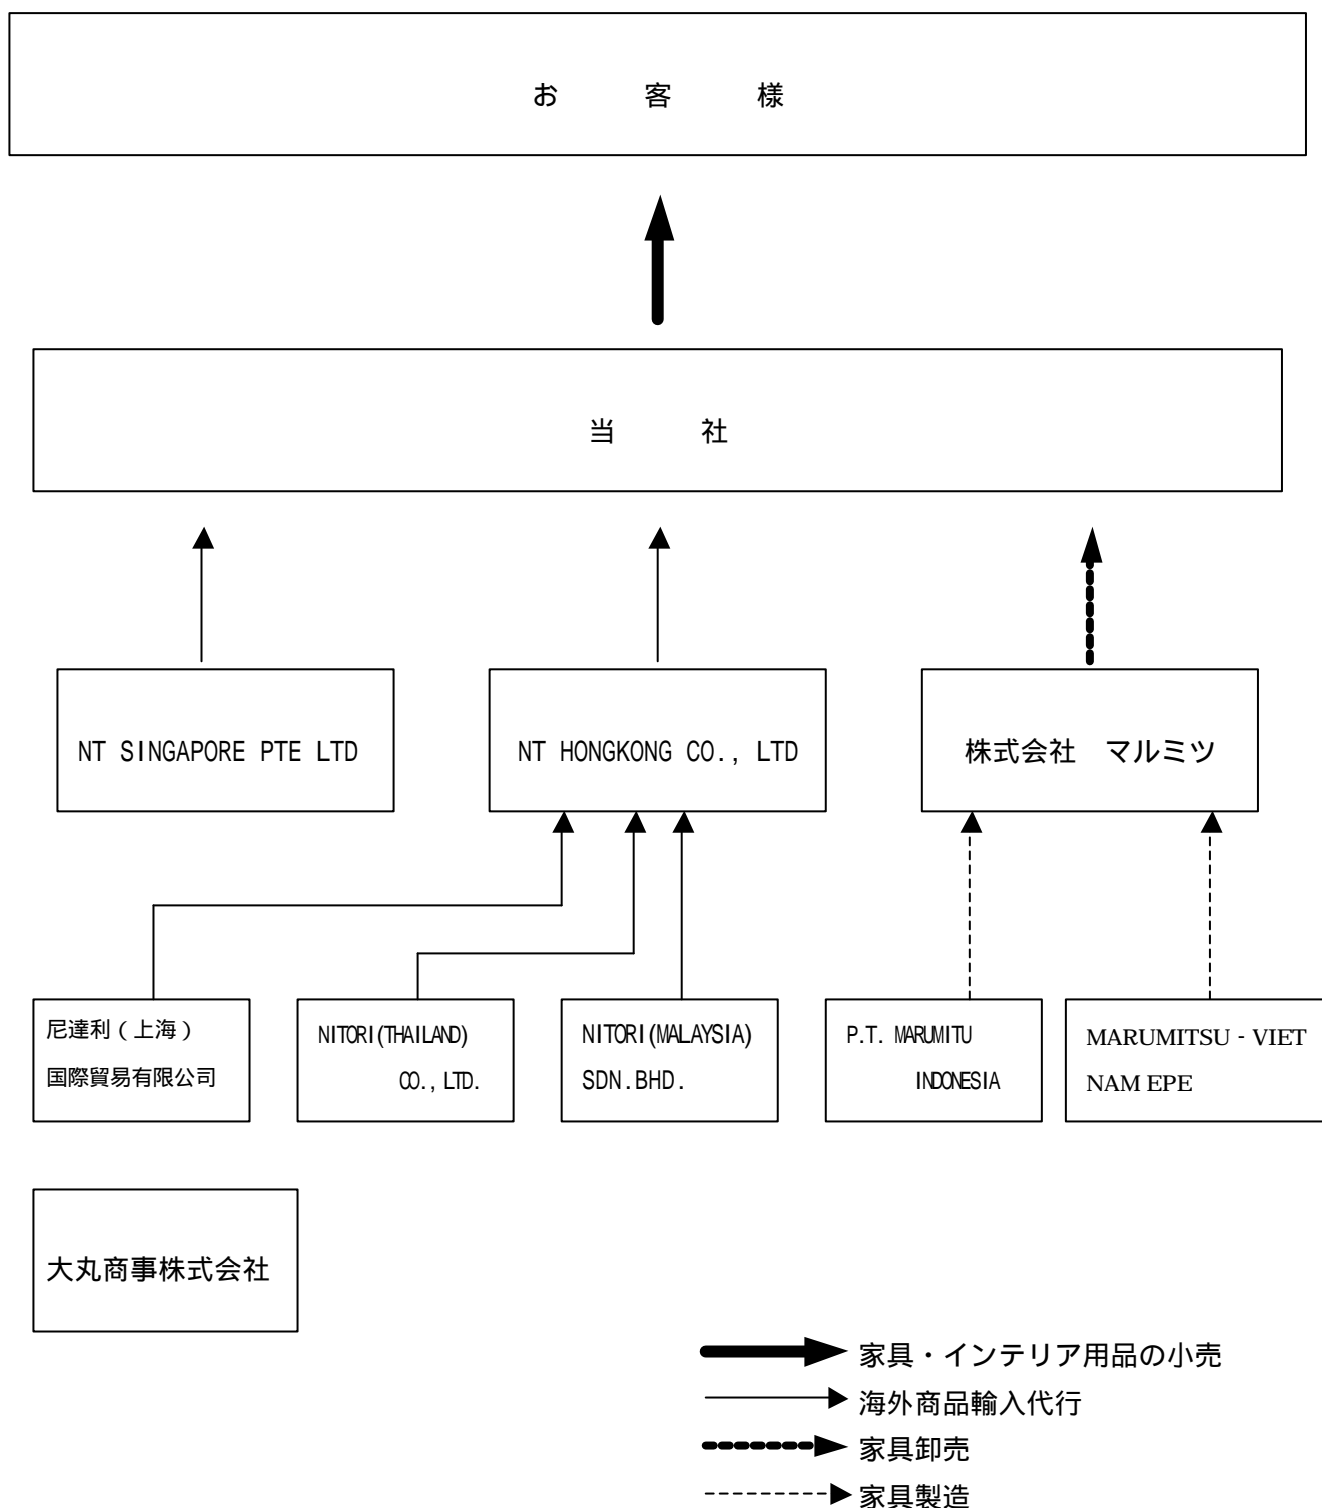 お　客　様
当　社
NT SINGAPORE PTE LTD
NT HONGKONG CO., LTD
株式会社　マルミツ
尼達利（上海）
国際貿易有限公司
NITORI(THAILAND)
CO.,LTD.
NITORI(MALAYSIA)
SDN.BHD.
P.T. MARUMITU
INDONESIA
MARUMITSU - VIET
NAM EPE
大丸商事株式会社
家具・インテリア用品の小売
海外商品輸入代行
家具卸売
家具製造